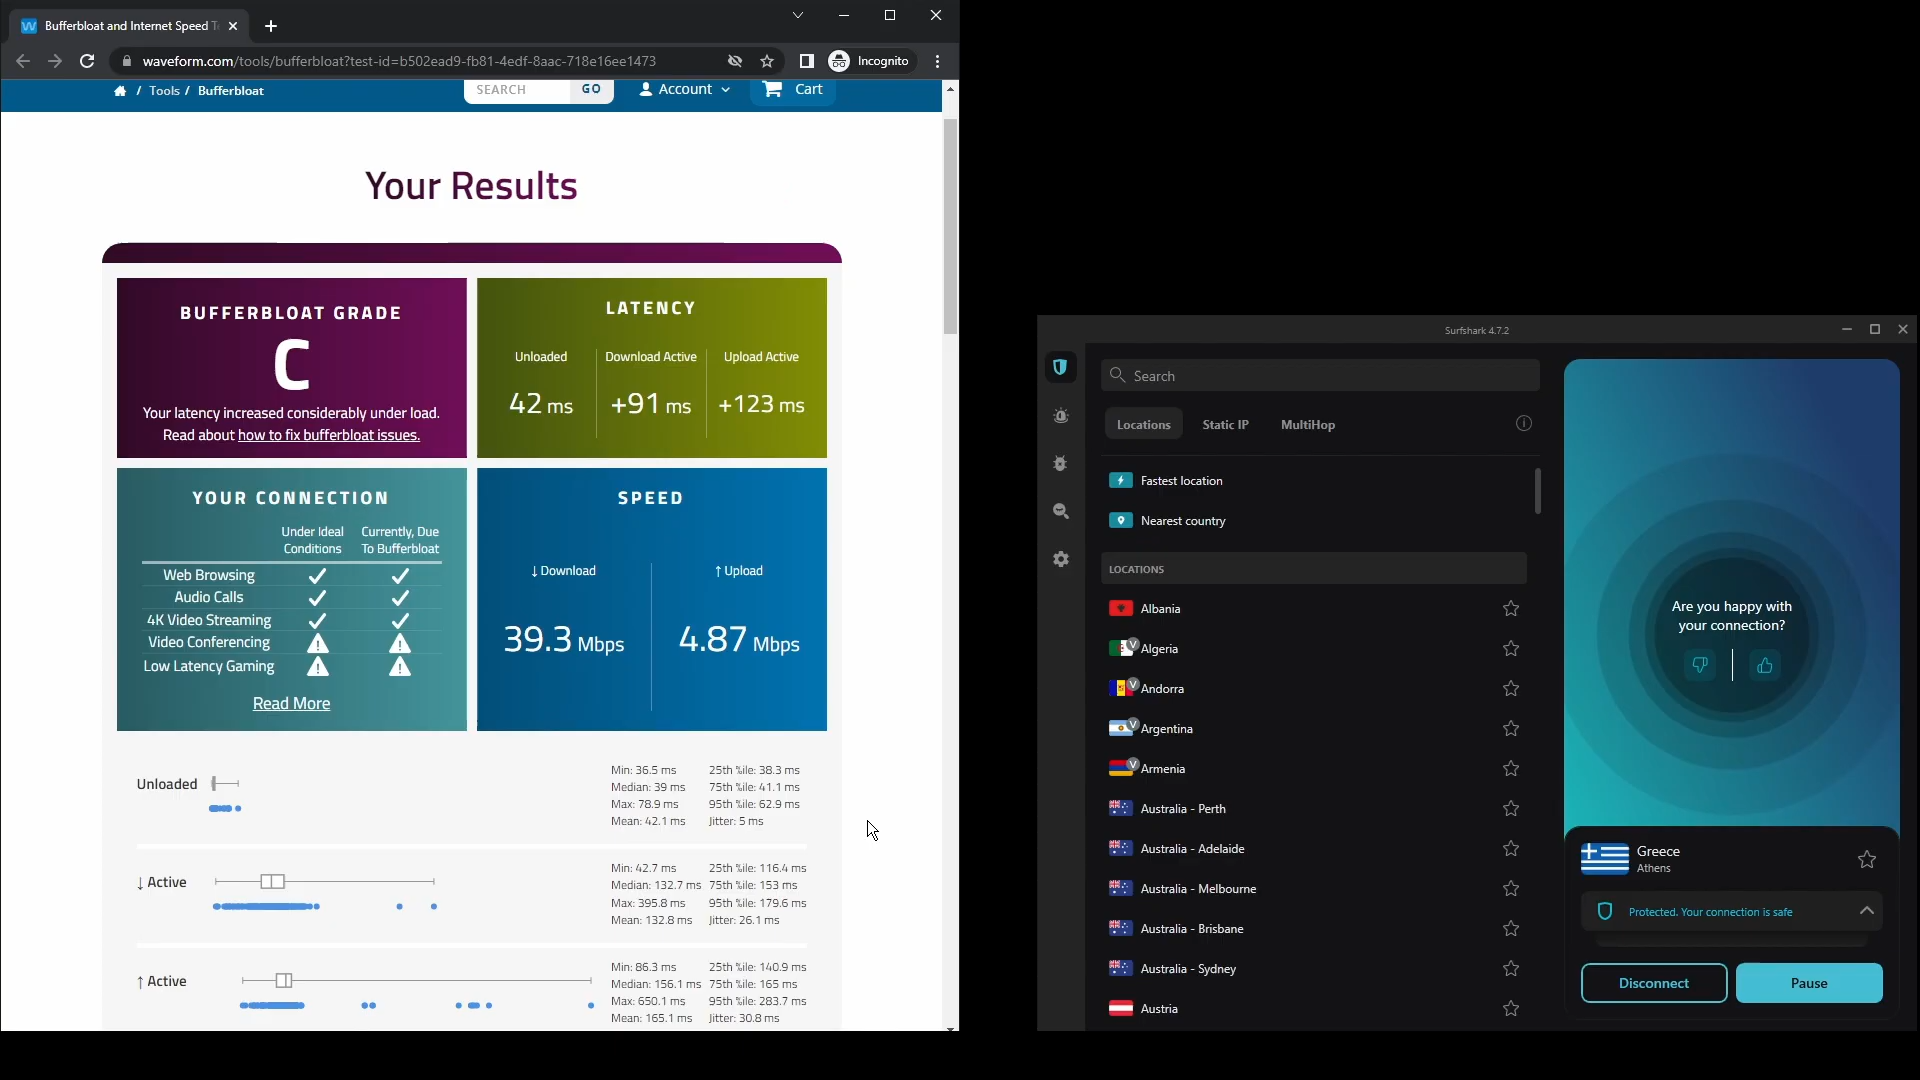 Bufferbloat and Internet Speed T
waveform.com/tools/bufferbloat?test-id=b502ead9-fb81-4edf-8aac-718e16ee1473
Incognito
/ Tools / Bufferbloat
SEARCH
GO
Account
Cart
Your Results
BUFFERBLOAT GRADE
C
Your latency increased considerably under load.
Read about how to fix bufferbloat issues.
LATENCY
Unloaded
Download Active
Upload Active
42 ms
+91 ms
+123 ms
YOUR CONNECTION
Under Ideal Conditions
Currently, Due To Bufferbloat
Web Browsing
Audio Calls
4K Video Streaming
Video Conferencing
Low Latency Gaming
Read More
SPEED
↓ Download
↑ Upload
39.3 Mbps
4.87 Mbps
Unloaded
Min: 36.5 ms 25th %ile: 38.3 ms
Median: 39 ms 75th %ile: 41.1 ms
Max: 78.9 ms 95th %ile: 62.9 ms
Mean: 42.1 ms Jitter: 5 ms
↓ Active
Min: 42.7 ms 25th %ile: 116.4 ms
Median: 132.7 ms 75th %ile: 153 ms
Max: 395.8 ms 95th %ile: 179.6 ms
Mean: 132.8 ms Jitter: 26.1 ms
↑ Active
Min: 86.3 ms 25th %ile: 140.9 ms
Median: 156.1 ms 75th %ile: 165 ms
Max: 650.1 ms 95th %ile: 283.7 ms
Mean: 165.1 ms Jitter: 30.8 ms
Surfshark 4.7.2
Search
Locations
Static IP
MultiHop
Fastest location
Nearest country
LOCATIONS
Albania
V Algeria
V Andorra
V Argentina
V Armenia
Australia - Perth
Australia - Adelaide
Australia - Melbourne
Australia - Brisbane
Australia - Sydney
Austria
Are you happy with
your connection?
Greece
Athens
Protected. Your connection is safe
Disconnect
Pause